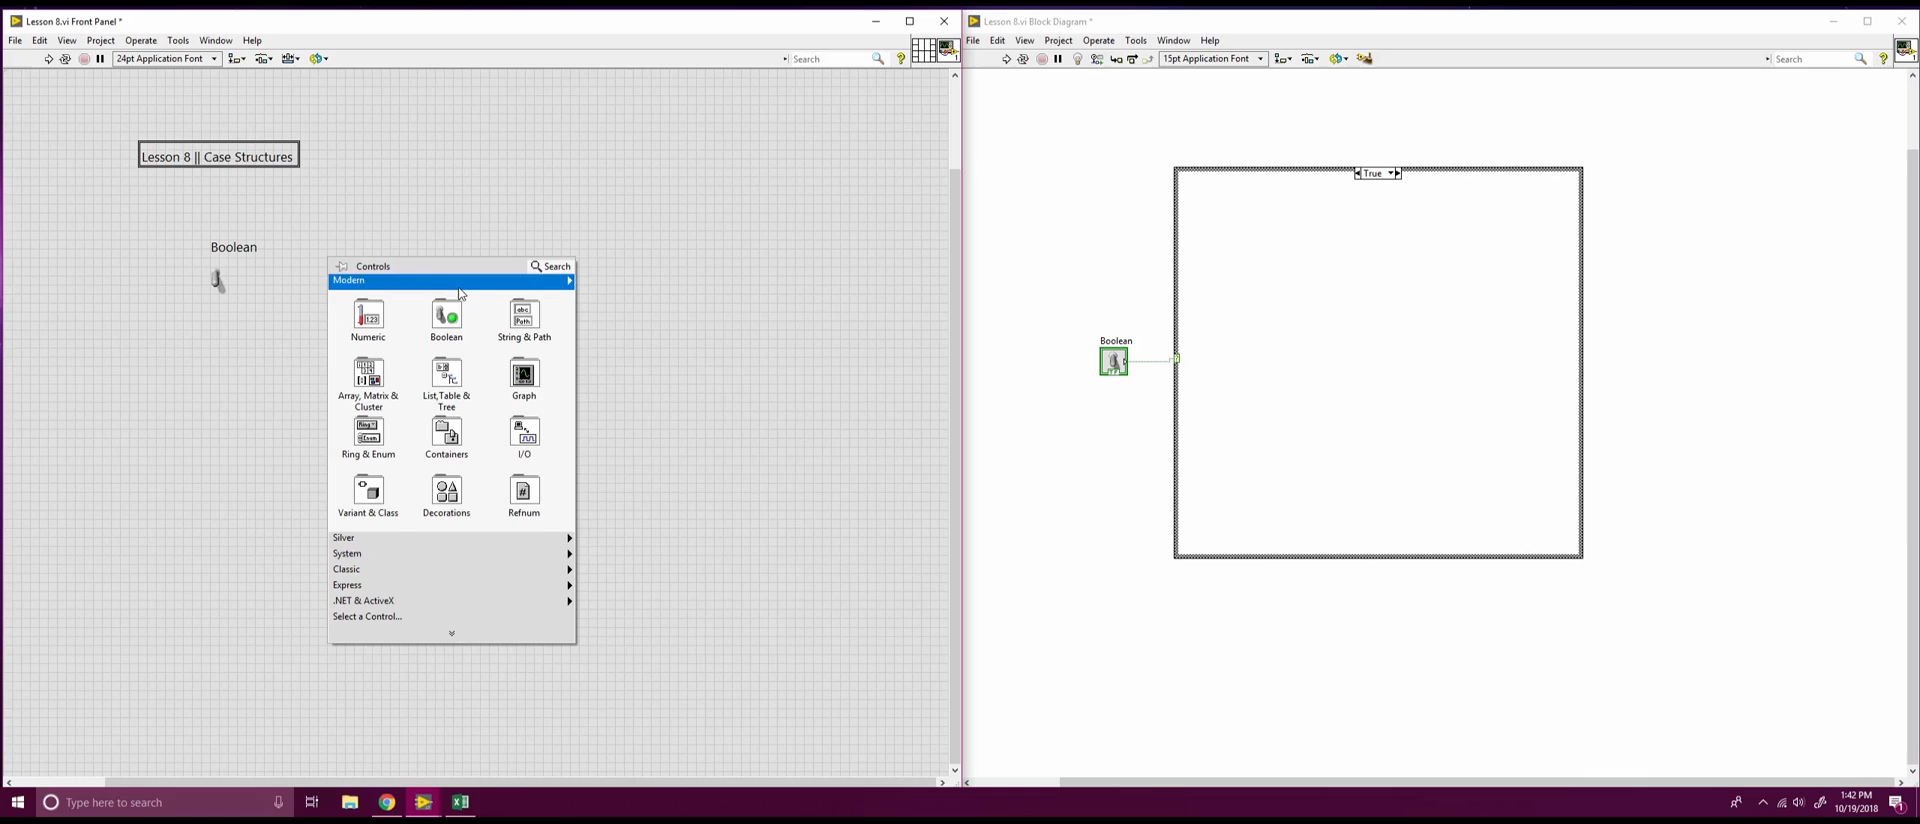 Lesson 8.vi Front Panel *
File Edit View Project Operate Tools Window Help
24pt Application Font
Search
Lesson 8 || Case Structures
Boolean
Controls
Search
Modern
Numeric
Boolean
String & Path
Array, Matrix &
Cluster
List, Table &
Tree
Graph
Ring & Enum
Containers
I/O
Variant & Class
Decorations
Refnum
Silver
System
Classic
Express
.NET & ActiveX
Select a Control...
Lesson 8.vi Block Diagram *
File Edit View Project Operate Tools Window Help
15pt Application Font
Search
True
Boolean
Type here to search
1:42 PM
10/19/2018